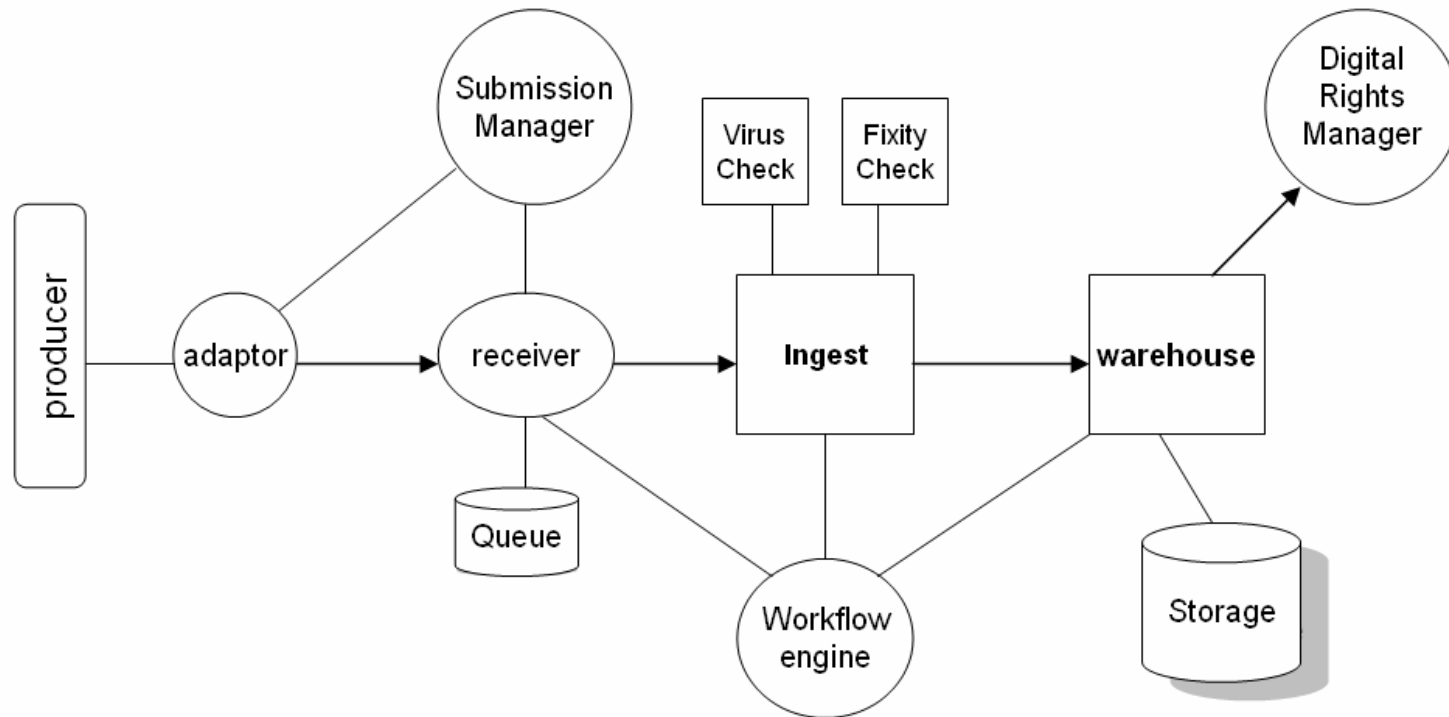 Submission
Manager
Virus
Check
Fixity
Check
Digital
Rights
Manager
producer
adaptor
receiver
Ingest
warehouse
Queue
Workflow
engine
Storage